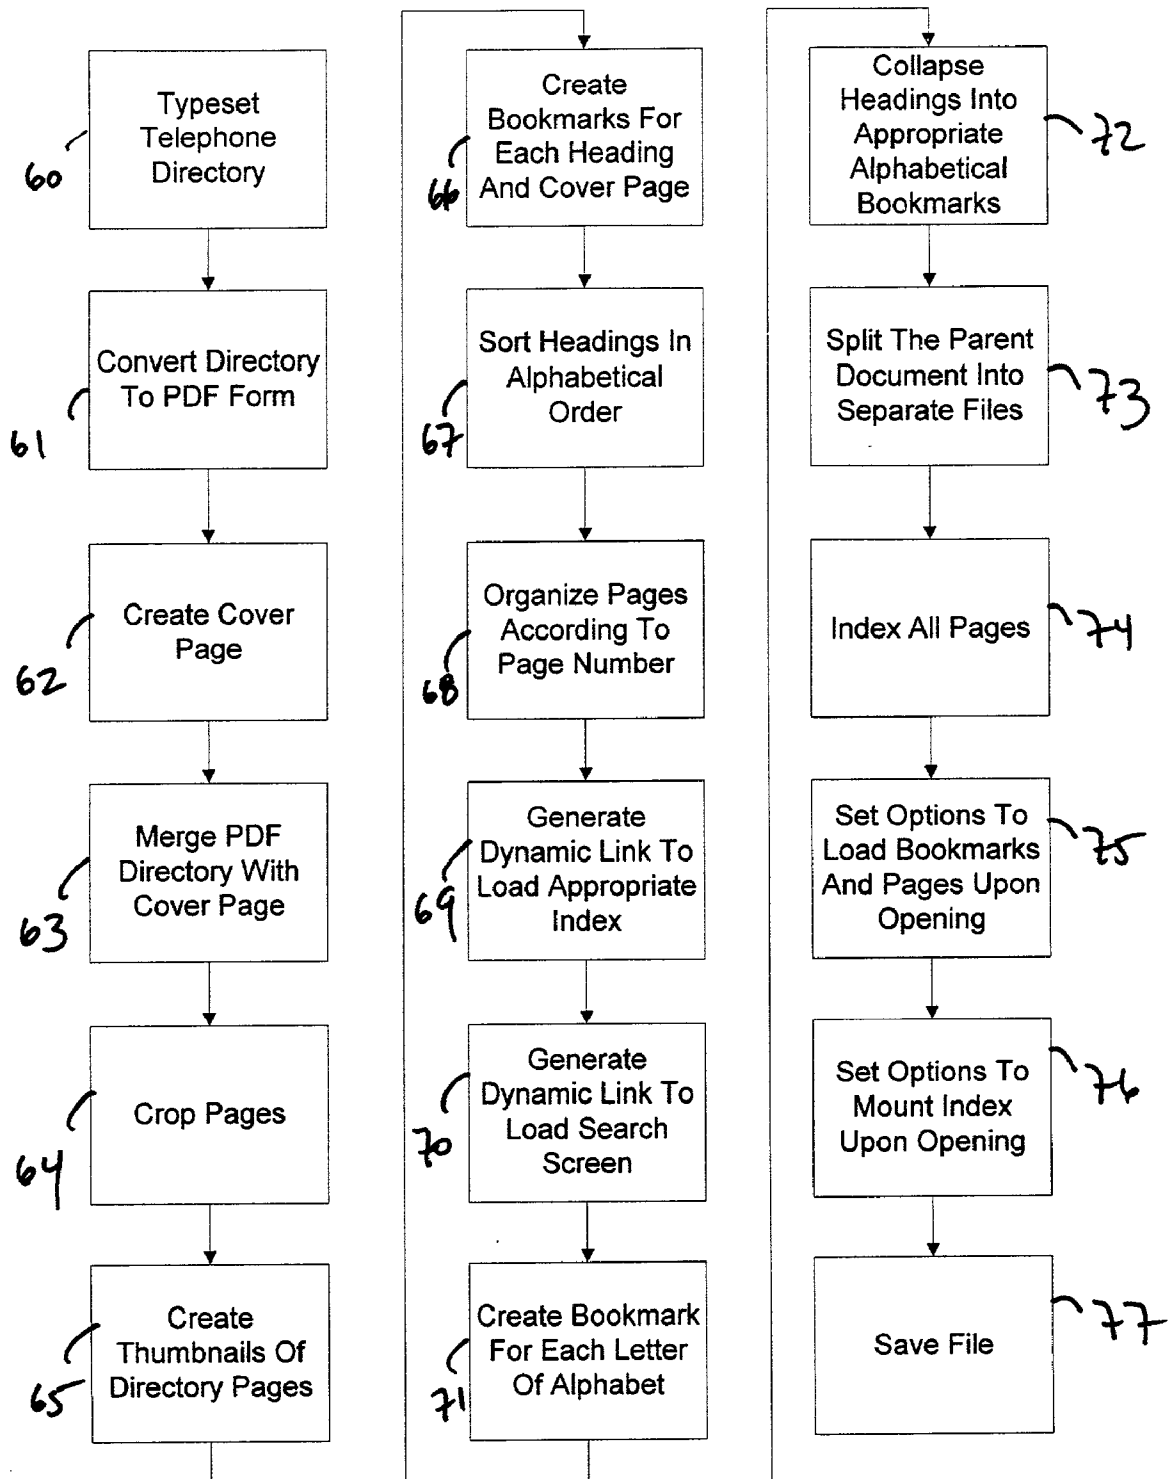 Typeset
Telephone
Directory
60
Convert Directory
To PDF Form
61
Create Cover
Page
62
Merge PDF
Directory With
Cover Page
63
Crop Pages
64
Create
Thumbnails Of
Directory Pages
65
Create
Bookmarks For
Each Heading
And Cover Page
66
Sort Headings In
Alphabetical
Order
67
Organize Pages
According To
Page Number
68
Generate
Dynamic Link To
Load Appropriate
Index
69
Generate
Dynamic Link To
Load Search
Screen
70
Create Bookmark
For Each Letter
Of Alphabet
71
Collapse
Headings Into
Appropriate
Alphabetical
Bookmarks
72
Split The Parent
Document Into
Separate Files
73
Index All Pages
74
Set Options To
Load Bookmarks
And Pages Upon
Opening
75
Set Options To
Mount Index
Upon Opening
76
Save File
77